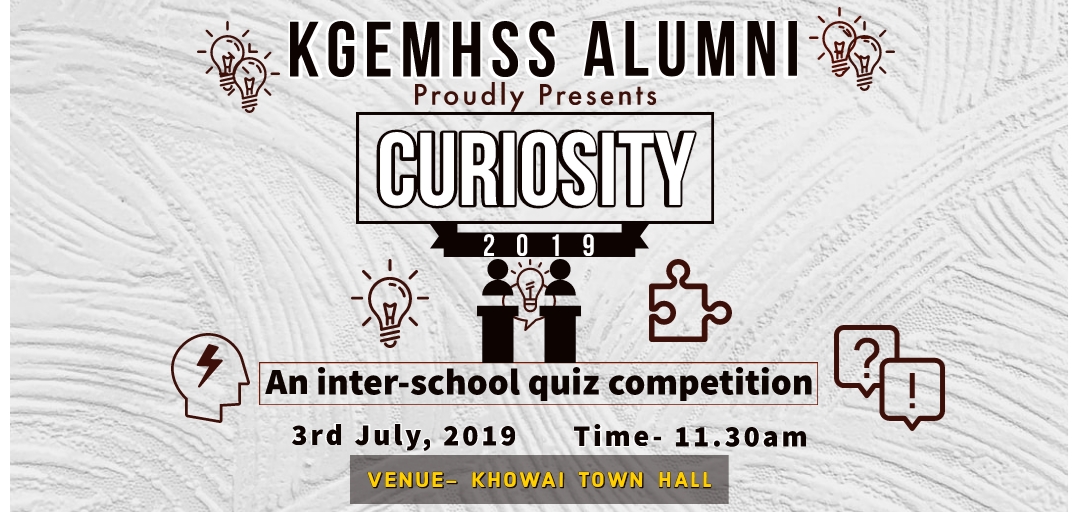 KGEMHSS ALUMNI
Proudly Presents
CURIOSITY
2019
?
!
An inter-school quiz competition
3rd July, 2019 Time- 11.30am
VENUE– KHOWAI TOWN HALL